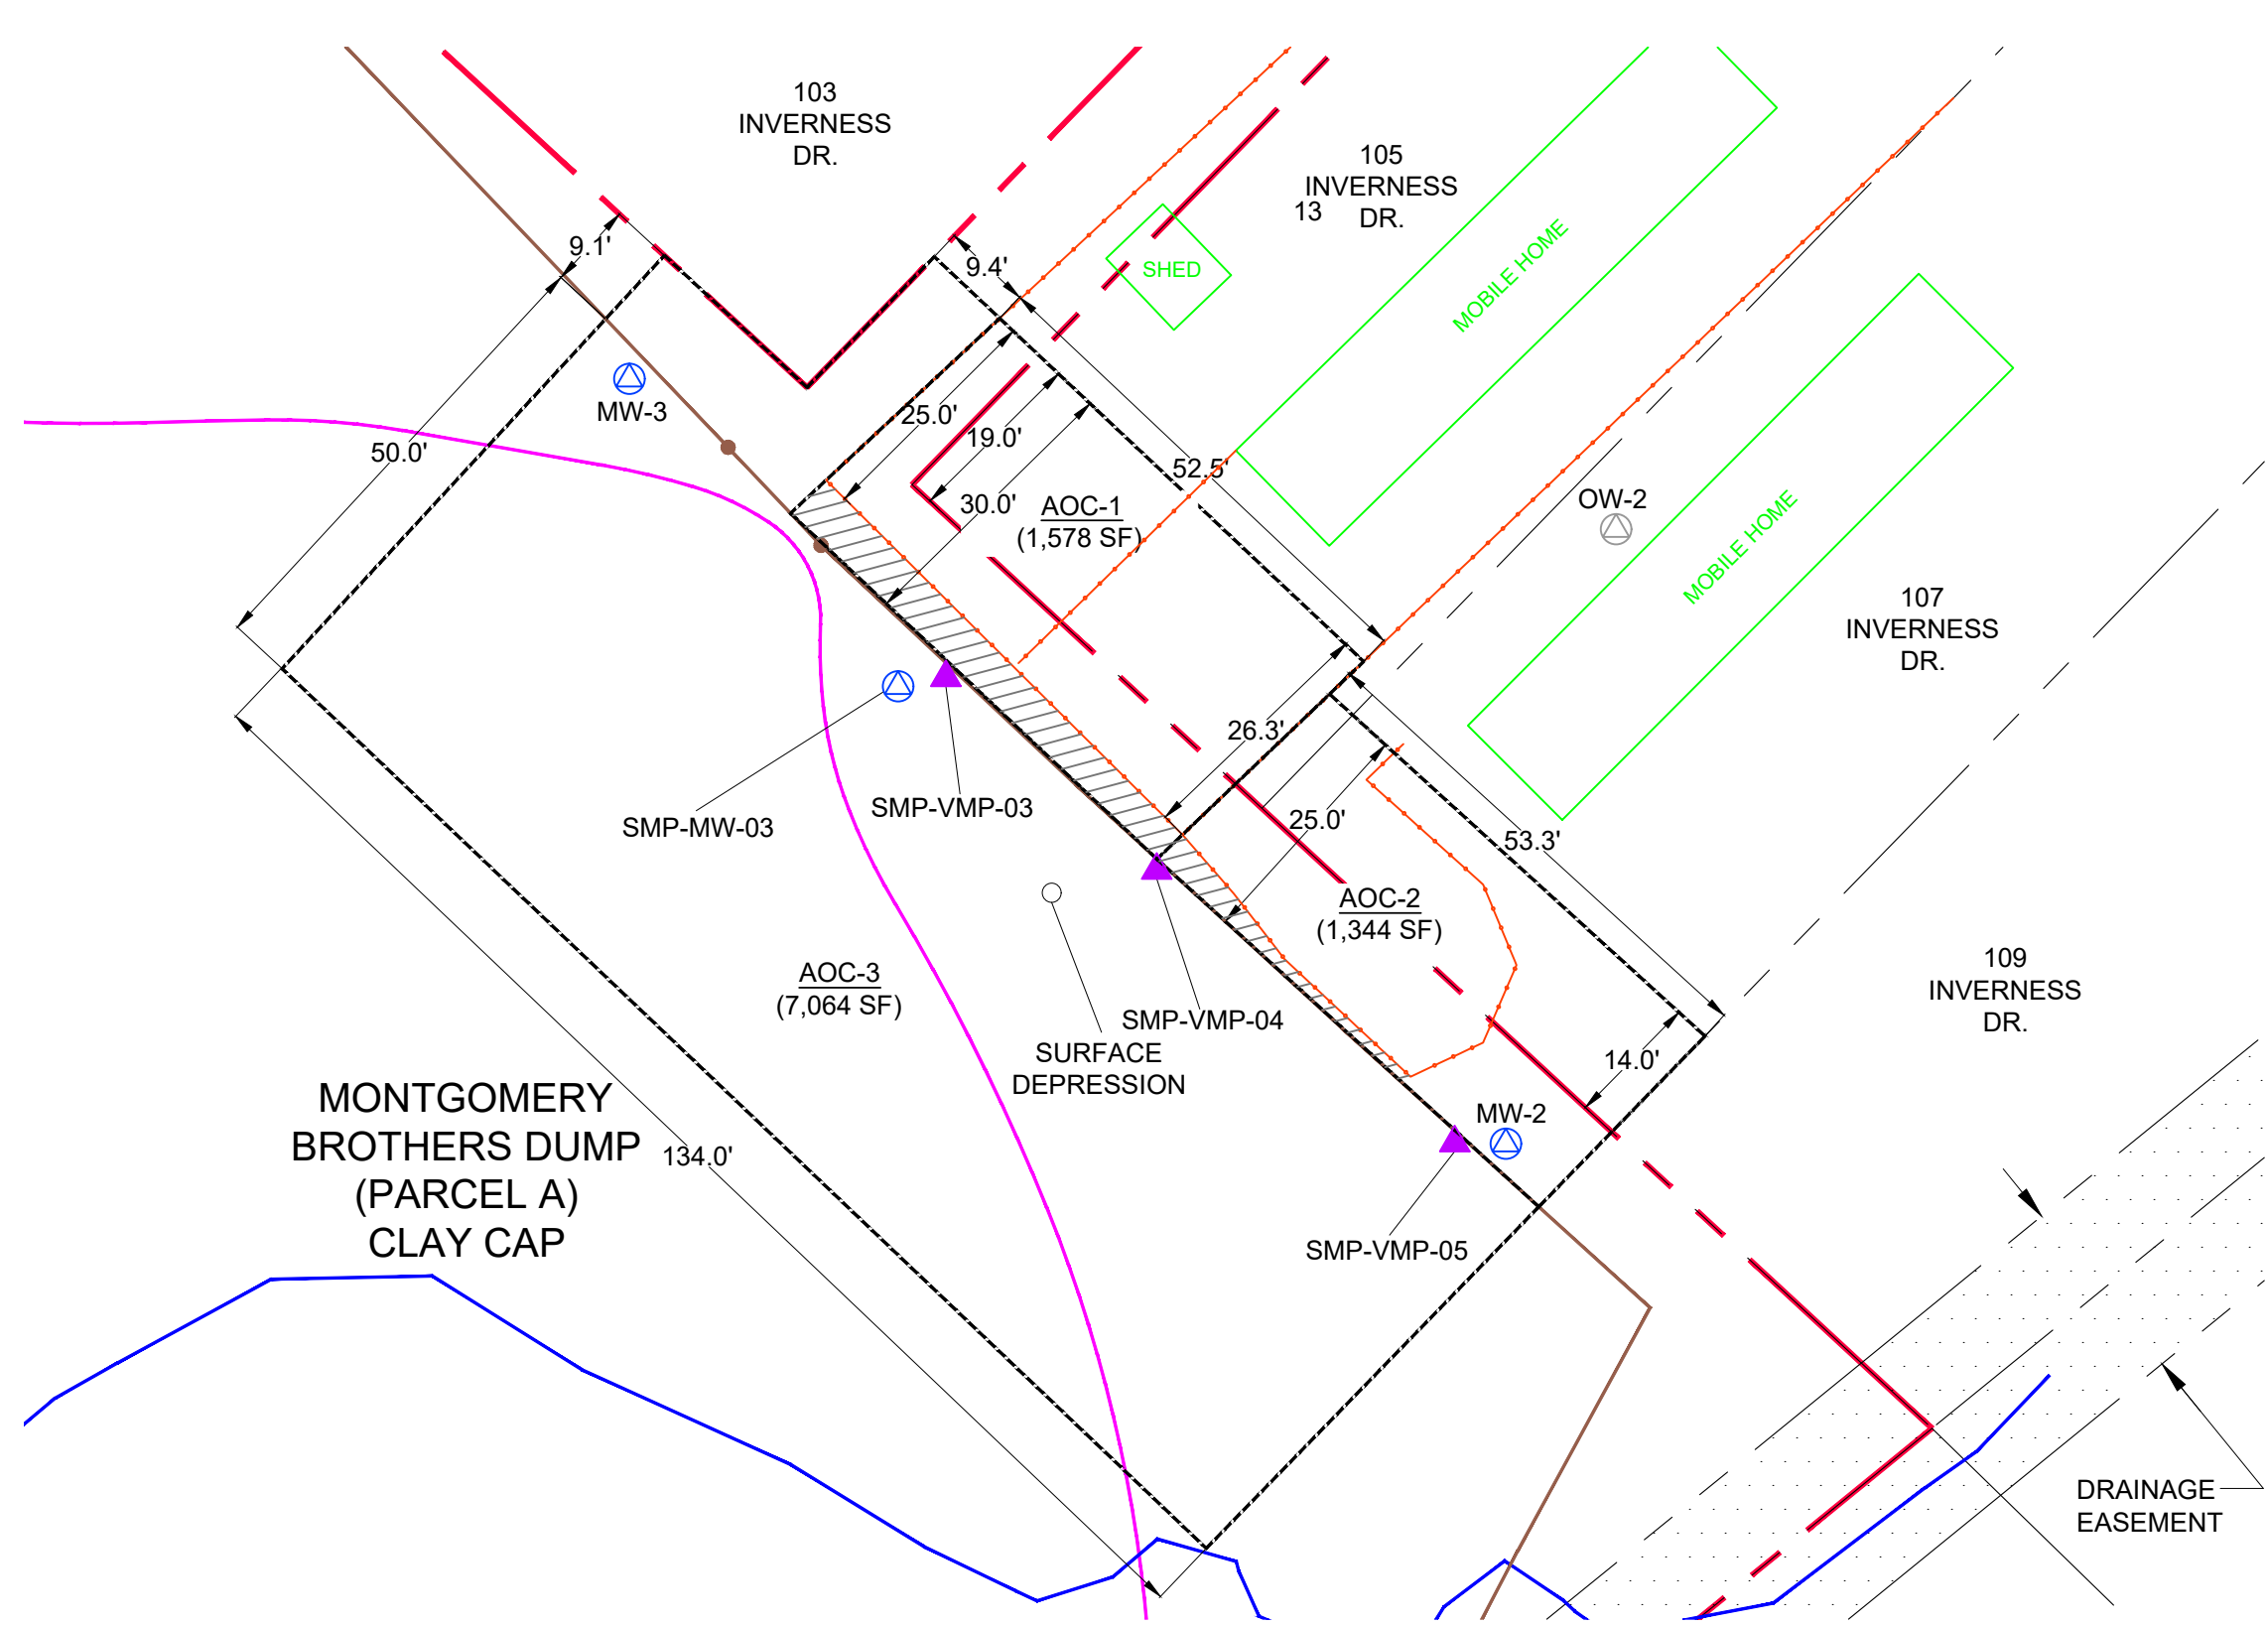 103
INVERNESS
DR.
105
INVERNESS
13 DR.
9.1'
9.4'
SHED
MOBILE HOME
MW-3
50.0'
25.0'
19.0'
30.0'
52.5'
AOC-1
(1,578 SF)
OW-2
MOBILE HOME
107
INVERNESS
DR.
26.3'
SMP-MW-03
SMP-VMP-03
25.0'
53.3'
AOC-2
(1,344 SF)
AOC-3
(7,064 SF)
109
INVERNESS
DR.
SMP-VMP-04
SURFACE
DEPRESSION
14.0'
MW-2
MONTGOMERY
BROTHERS DUMP
(PARCEL A)
CLAY CAP
134.0'
SMP-VMP-05
DRAINAGE
EASEMENT